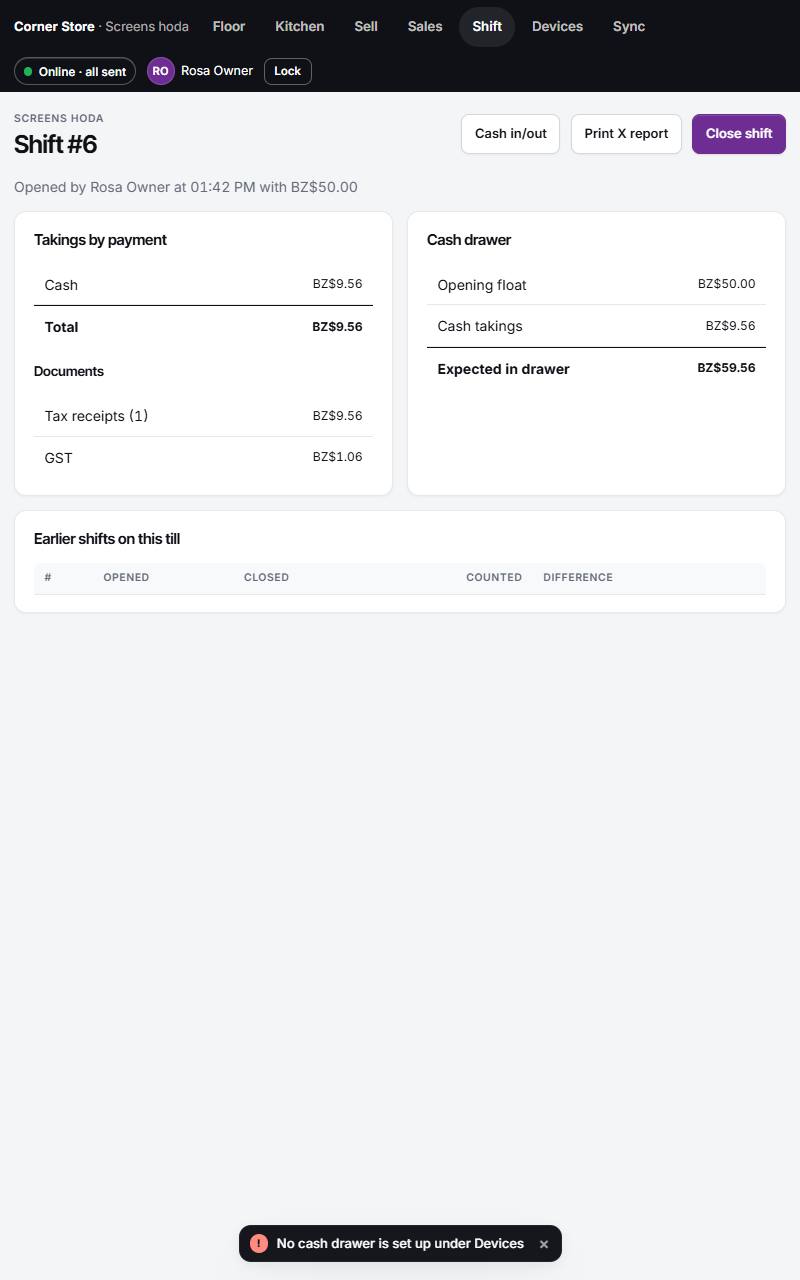 Corner Store · Screens hoda Floor Kitchen Sell Sales Shift Devices Sync
Online · all sent RO Rosa Owner Lock
SCREENS HODA
Shift #6
Cash in/out Print X report Close shift
Opened by Rosa Owner at 01:42 PM with BZ$50.00
Takings by payment
Cash BZ$9.56
Total BZ$9.56
Documents
Tax receipts (1) BZ$9.56
GST BZ$1.06
Cash drawer
Opening float BZ$50.00
Cash takings BZ$9.56
Expected in drawer BZ$59.56
Earlier shifts on this till
# OPENED CLOSED COUNTED DIFFERENCE
! No cash drawer is set up under Devices ×